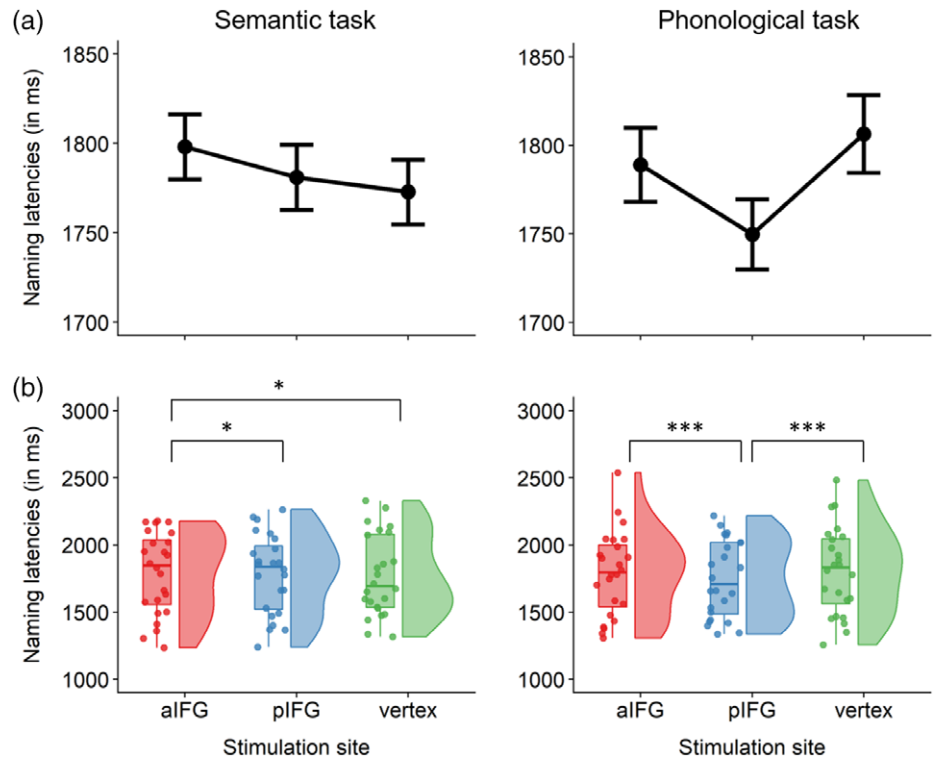 (a)
Semantic task
Phonological task
Naming latencies (in ms)
1850
1800
1750
1700
1850
1800
1750
1700
(b)
Naming latencies (in ms)
3000
2500
2000
1500
1000
*
*
3000
2500
2000
1500
1000
***
***
aIFG pIFG vertex
aIFG pIFG vertex
Stimulation site
Stimulation site